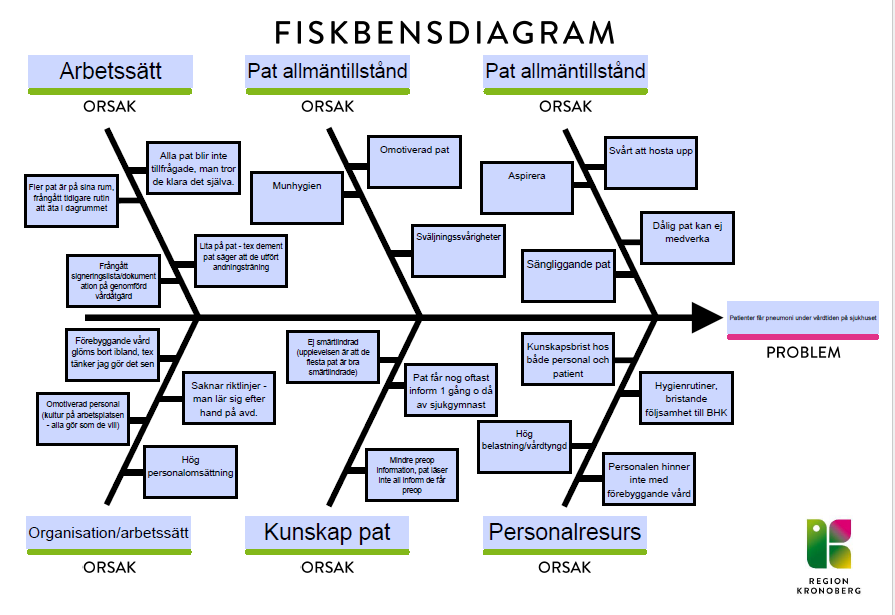 FISKBENSDIAGRAM
Arbetssätt
ORSAK
Pat allmäntillstånd
ORSAK
Pat allmäntillstånd
ORSAK
Alla pat blir inte
tillfrågade, man tror
de klara det själva.
Fler pat är på sina rum,
frångått tidigare rutin
att äta i dagrummet
Lita på pat - tex dement
pat säger att de utfört
andningsträning
Frångått
signeringslista/dokument
ation på genomförd
vårdåtgärd
Omotiverad pat
Munhygien
Sväljningssvårigheter
Svårt att hosta upp
Aspirera
Dålig pat kan ej
medverka
Sängliggande pat
Patienter får pneumoni under vårdtiden på sjukhuset
PROBLEM
Förebyggande vård
glöms bort ibland, tex
tänker jag gör det sen
Saknar riktlinjer -
man lär sig efter
hand på avd.
Omotiverad personal
(kultur på arbetsplatsen
- alla gör som de vill)
Hög
personalomsättning
Ej smärtlindrad
(upplevelsen är att de
flesta pat är bra
smärtlindrade)
Pat får nog oftast
inform 1 gång o då
av sjukgymnast
Mindre preop
information, pat läser
inte all inform de får
preop
Kunskapsbrist hos
både personal och
patient
Hygienrutiner,
bristande
följsamhet till BHK
Hög
belastning/vårdtyngd
Personalen hinner
inte med
förebyggande vård
Organisation/arbetssätt
ORSAK
Kunskap pat
ORSAK
Personalresurs
ORSAK
REGION
KRONOBERG